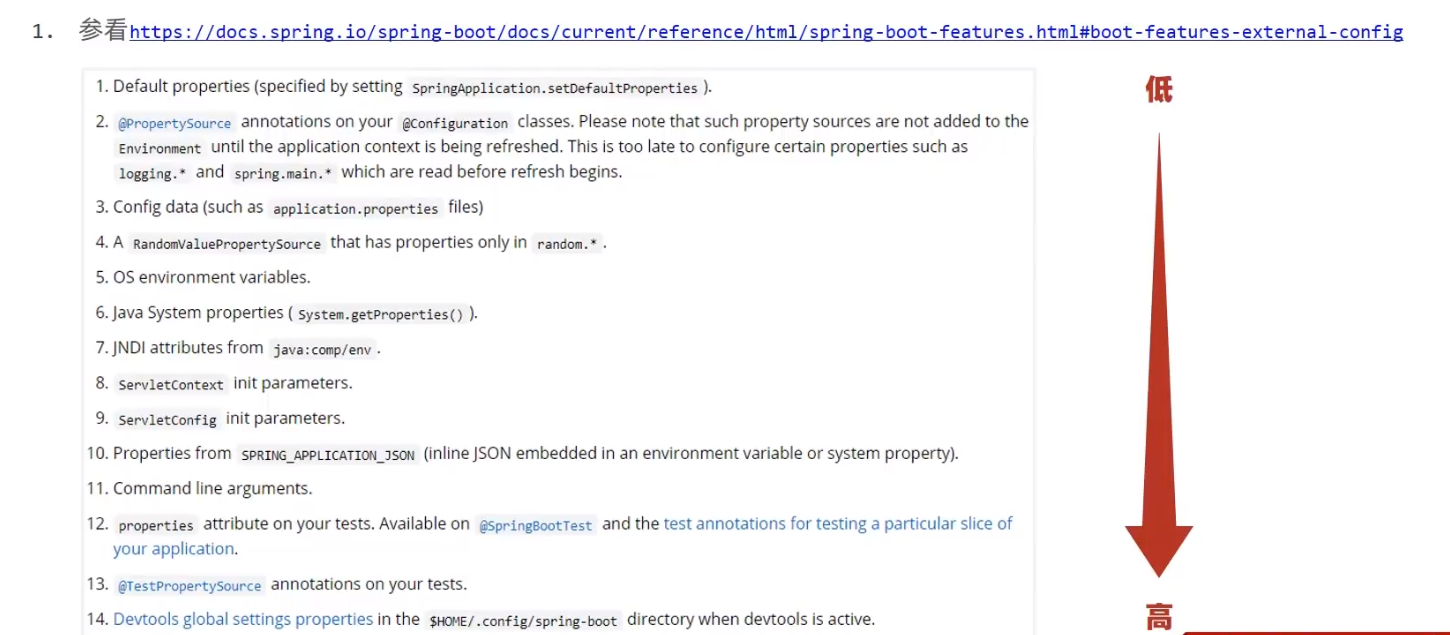 1. 参看https://docs.spring.io/spring-boot/docs/current/reference/html/spring-boot-features.html#boot-features-external-config
低
1. Default properties (specified by setting SpringApplication.setDefaultProperties ).
2. @PropertySource annotations on your @Configuration classes. Please note that such property sources are not added to the
Environment until the application context is being refreshed. This is too late to configure certain properties such as
logging.* and spring.main.* which are read before refresh begins.
3. Config data (such as application.properties files)
4. A RandomValuePropertySource that has properties only in random.* .
5. OS environment variables.
6. Java System properties ( System.getProperties() ).
7. JNDI attributes from java:comp/env .
8. ServletContext init parameters.
9. ServletConfig init parameters.
10. Properties from SPRING_APPLICATION_JSON (inline JSON embedded in an environment variable or system property).
11. Command line arguments.
12. properties attribute on your tests. Available on @SpringBootTest and the test annotations for testing a particular slice of
your application.
13. @TestPropertySource annotations on your tests.
14. Devtools global settings properties in the $HOME/.config/spring-boot directory when devtools is active.
高